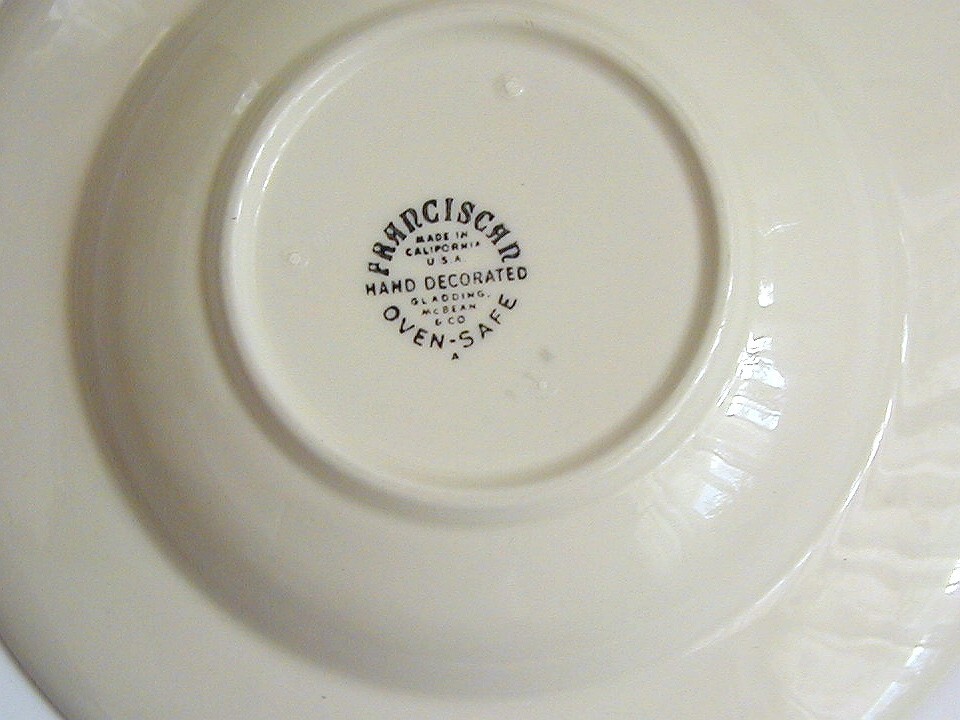 FRANCISCAN
MADE IN
CALIFORNIA
U.S.A.
HAND DECORATED
GLADDING,
McBEAN
& CO
OVEN-SAFE
A